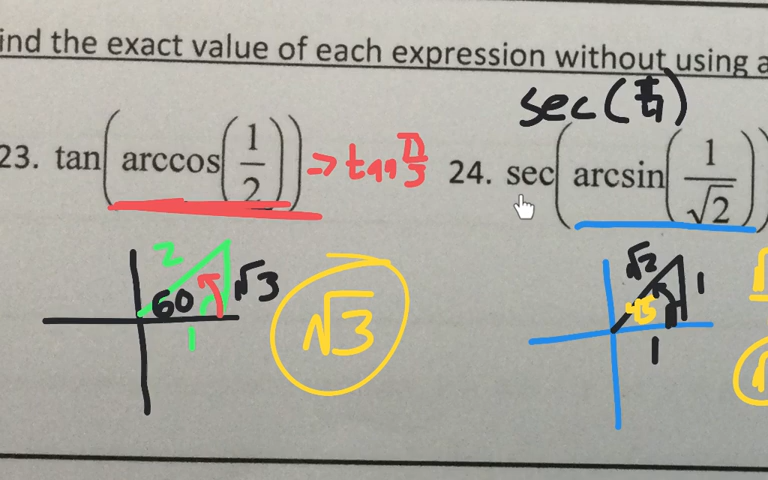 ind the exact value of each expression without using a
sec(π/4)
23. tan(arccos(1/2)) => tan π/3
24. sec(arcsin(1/√2))
2 60 √3 1
√3
√2 45 1 1